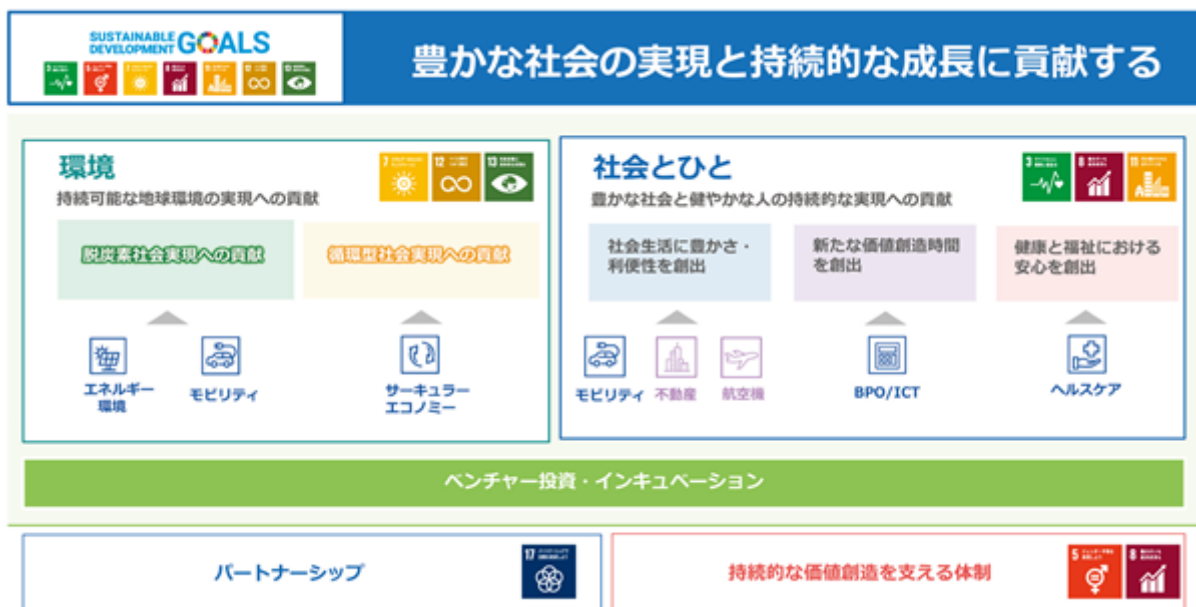 SUSTAINABLE
DEVELOPMENT GOALS
豊かな社会の実現と持続的な成長に貢献する
環境
持続可能な地球環境の実現への貢献
7
12
13
脱炭素社会実現への貢献
循環型社会実現への貢献
エネルギー
環境
モビリティ
サーキュラー
エコノミー
社会とひと
豊かな社会と健やかな人の持続的な実現への貢献
3
8
11
社会生活に豊かさ・
利便性を創出
新たな価値創造時間
を創出
健康と福祉における
安心を創出
モビリティ
不動産
航空機
BPO/ICT
ヘルスケア
ベンチャー投資・インキュベーション
パートナーシップ
17
持続的な価値創造を支える体制
5
8